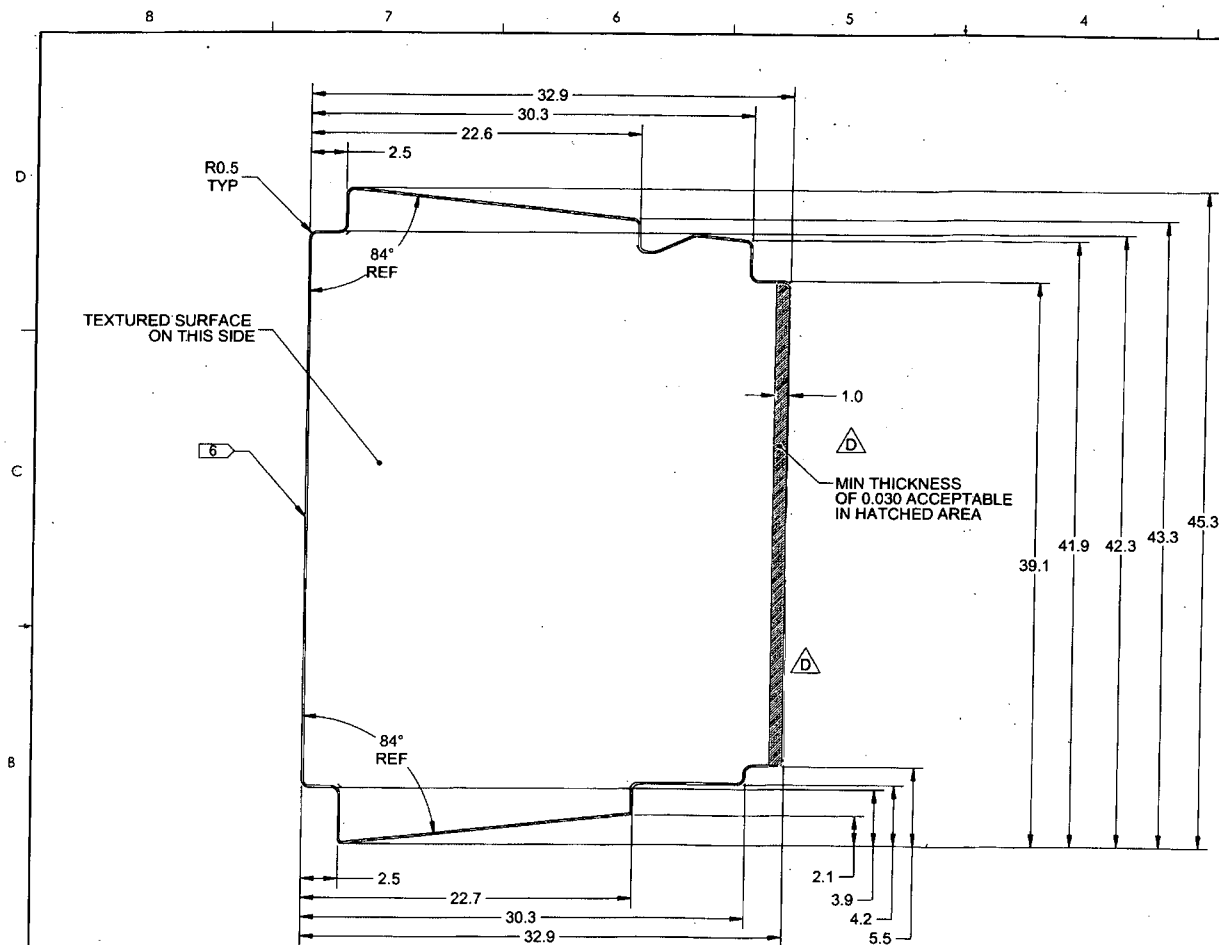 8 7 6 5 4
32.9
30.3
22.6
2.5
D
R0.5
TYP
84°
REF
TEXTURED SURFACE
ON THIS SIDE
1.0
D
6
C
MIN THICKNESS
OF 0.030 ACCEPTABLE
IN HATCHED AREA
45.3
43.3
42.3
41.9
39.1
D
84°
REF
B
2.5
2.1
22.7
3.9
30.3
4.2
32.9
5.5